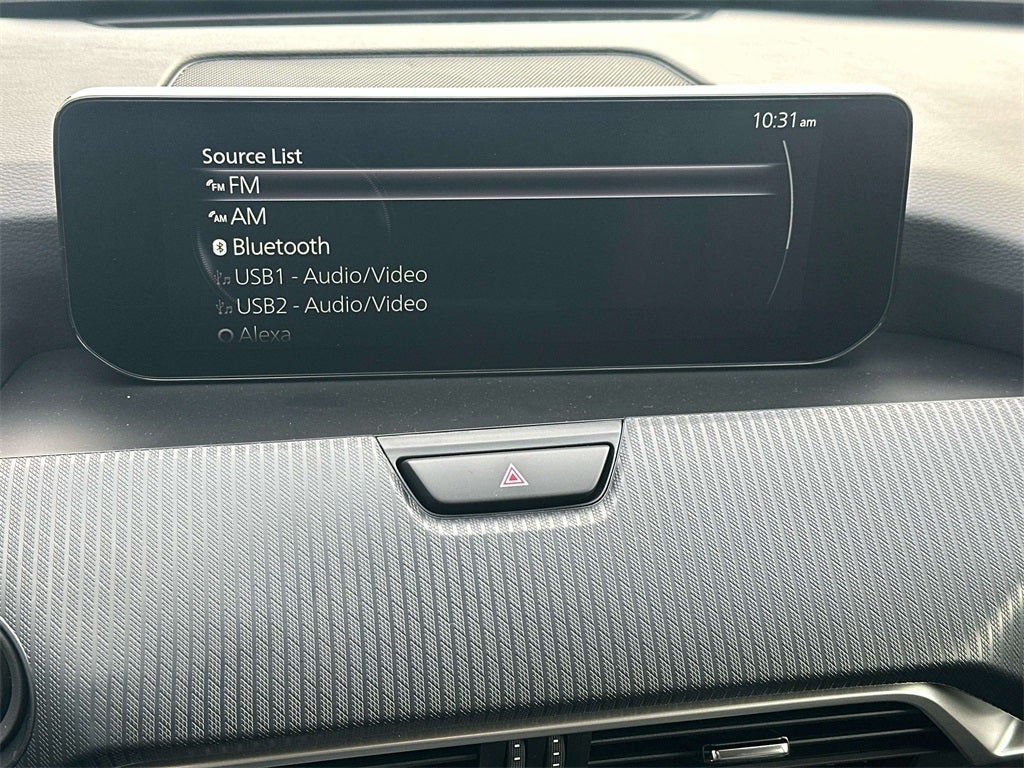 10:31 am
Source List
FM FM
AM AM
Bluetooth
USB1 - Audio/Video
USB2 - Audio/Video
Alexa